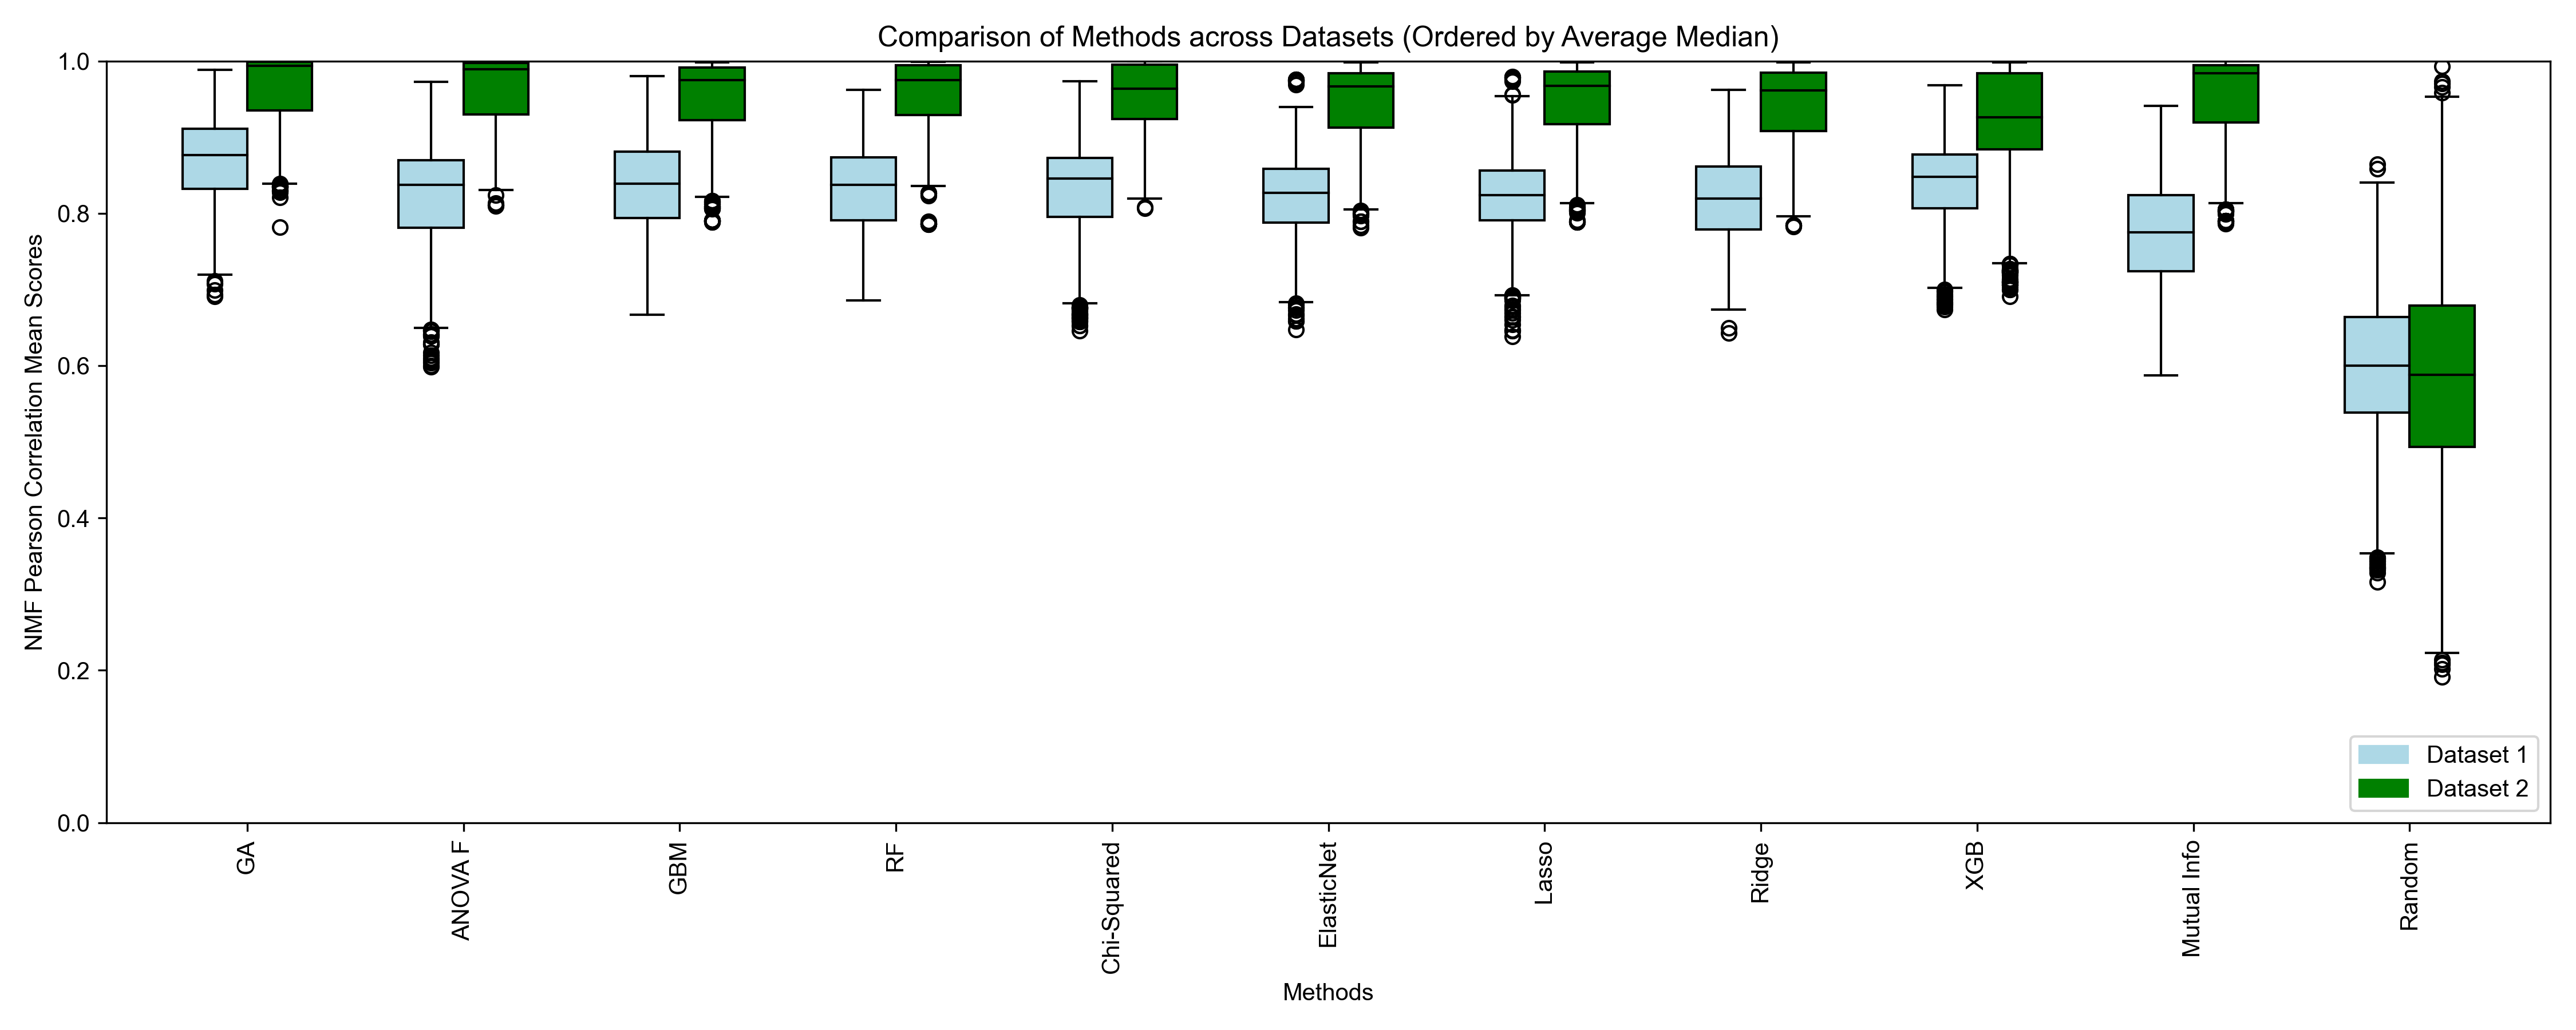 Comparison of Methods across Datasets (Ordered by Average Median)
NMF Pearson Correlation Mean Scores
1.0
0.8
0.6
0.4
0.2
0.0
GA
ANOVA F
GBM
RF
Chi-Squared
ElasticNet
Lasso
Ridge
XGB
Mutual Info
Random
Methods
Dataset 1
Dataset 2